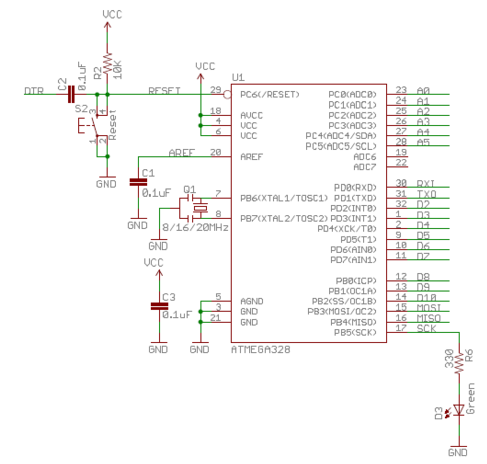 VCC
R2
10K
C2
0.1uF
DTR
S2
Reset
3
4
1
2
GND
RESET
VCC
AREF
C1
0.1uF
GND
Q1
8/16/20MHz
GND
VCC
C3
0.1uF
GND
GND
U1
29 PC6(/RESET)
18 AVCC
4 VCC
6 VCC
20 AREF
7 PB6(XTAL1/TOSC1)
8 PB7(XTAL2/TOSC2)
5 AGND
3 GND
21 GND
ATMEGA328
PC0(ADC0) 23 A0
PC1(ADC1) 24 A1
PC2(ADC2) 25 A2
PC3(ADC3) 26 A3
PC4(ADC4/SDA) 27 A4
PC5(ADC5/SCL) 28 A5
ADC6 19
ADC7 22
PD0(RXD) 30 RXI
PD1(TXD) 31 TXO
PD2(INT0) 32 D2
PD3(INT1) 1 D3
PD4(XCK/T0) 2 D4
PD5(T1) 9 D5
PD6(AIN0) 10 D6
PD7(AIN1) 11 D7
PB0(ICP) 12 D8
PB1(OC1A) 13 D9
PB2(SS/OC1B) 14 D10
PB3(MOSI/OC2) 15 MOSI
PB4(MISO) 16 MISO
PB5(SCK) 17 SCK
330
R6
D3
Green
GND